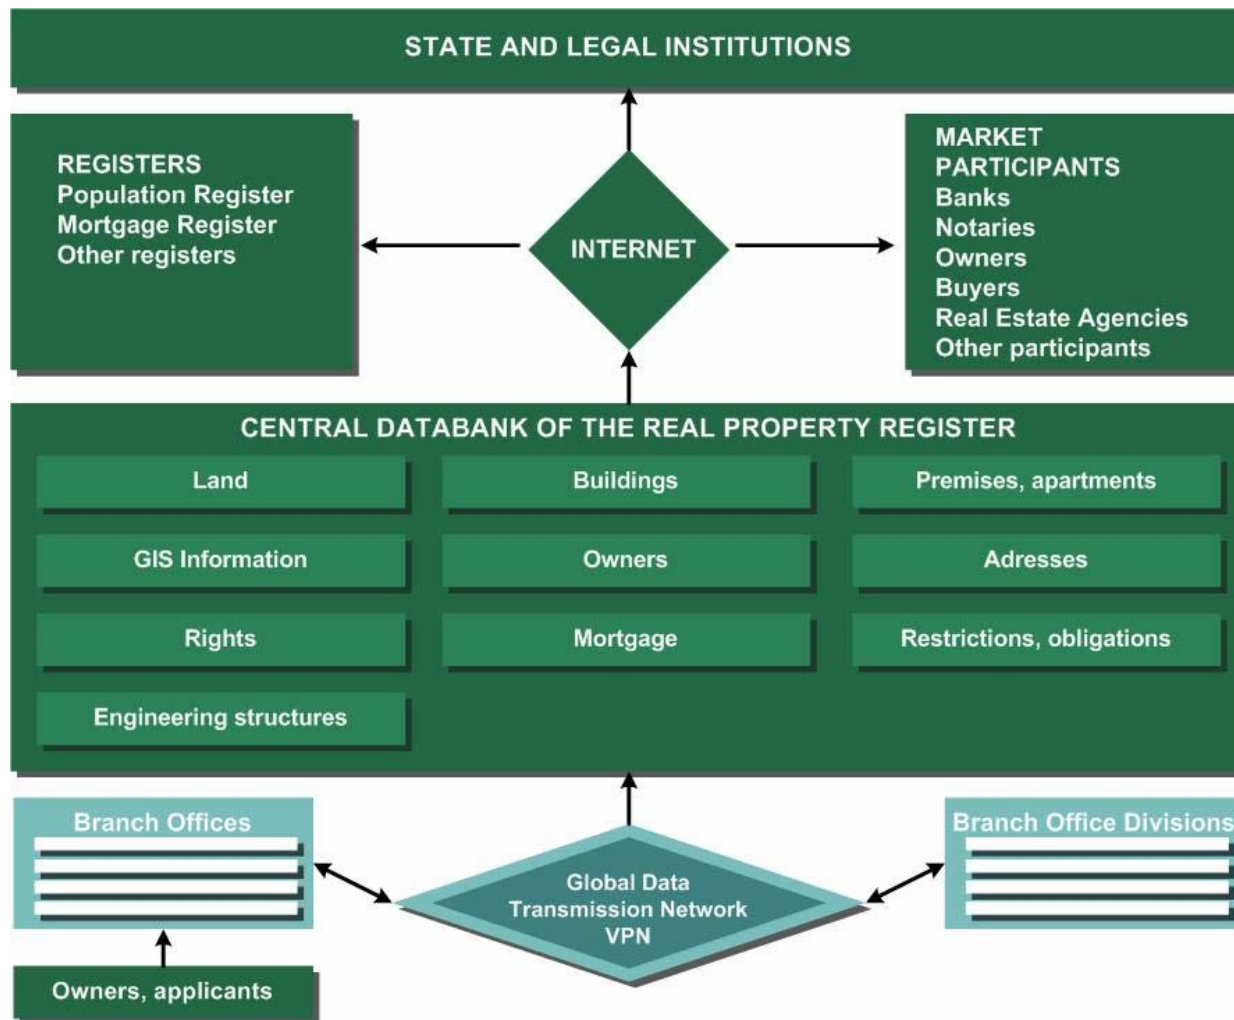 STATE AND LEGAL INSTITUTIONS
REGISTERS
Population Register
Mortgage Register
Other registers
INTERNET
MARKET
PARTICIPANTS
Banks
Notaries
Owners
Buyers
Real Estate Agencies
Other participants
CENTRAL DATABANK OF THE REAL PROPERTY REGISTER
Land
Buildings
Premises, apartments
GIS Information
Owners
Adresses
Rights
Mortgage
Restrictions, obligations
Engineering structures
Branch Offices
Global Data
Transmission Network
VPN
Branch Office Divisions
Owners, applicants